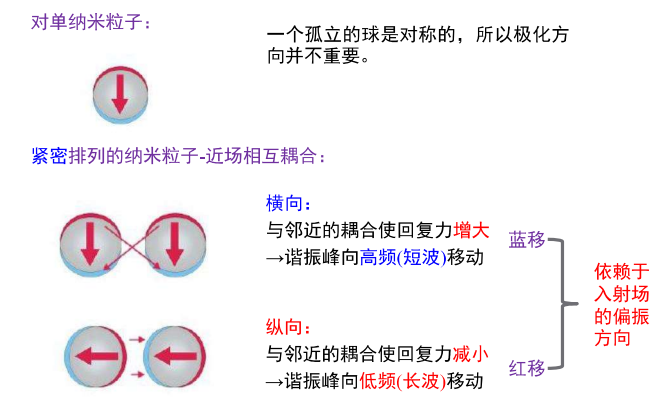 对单纳米粒子：
一个孤立的球是对称的，所以极化方
向并不重要。
紧密排列的纳米粒子-近场相互耦合：
横向：
与邻近的耦合使回复力增大
→谐振峰向高频(短波)移动
蓝移
纵向：
与邻近的耦合使回复力减小
→谐振峰向低频(长波)移动
红移
依赖于
入射场
的偏振
方向